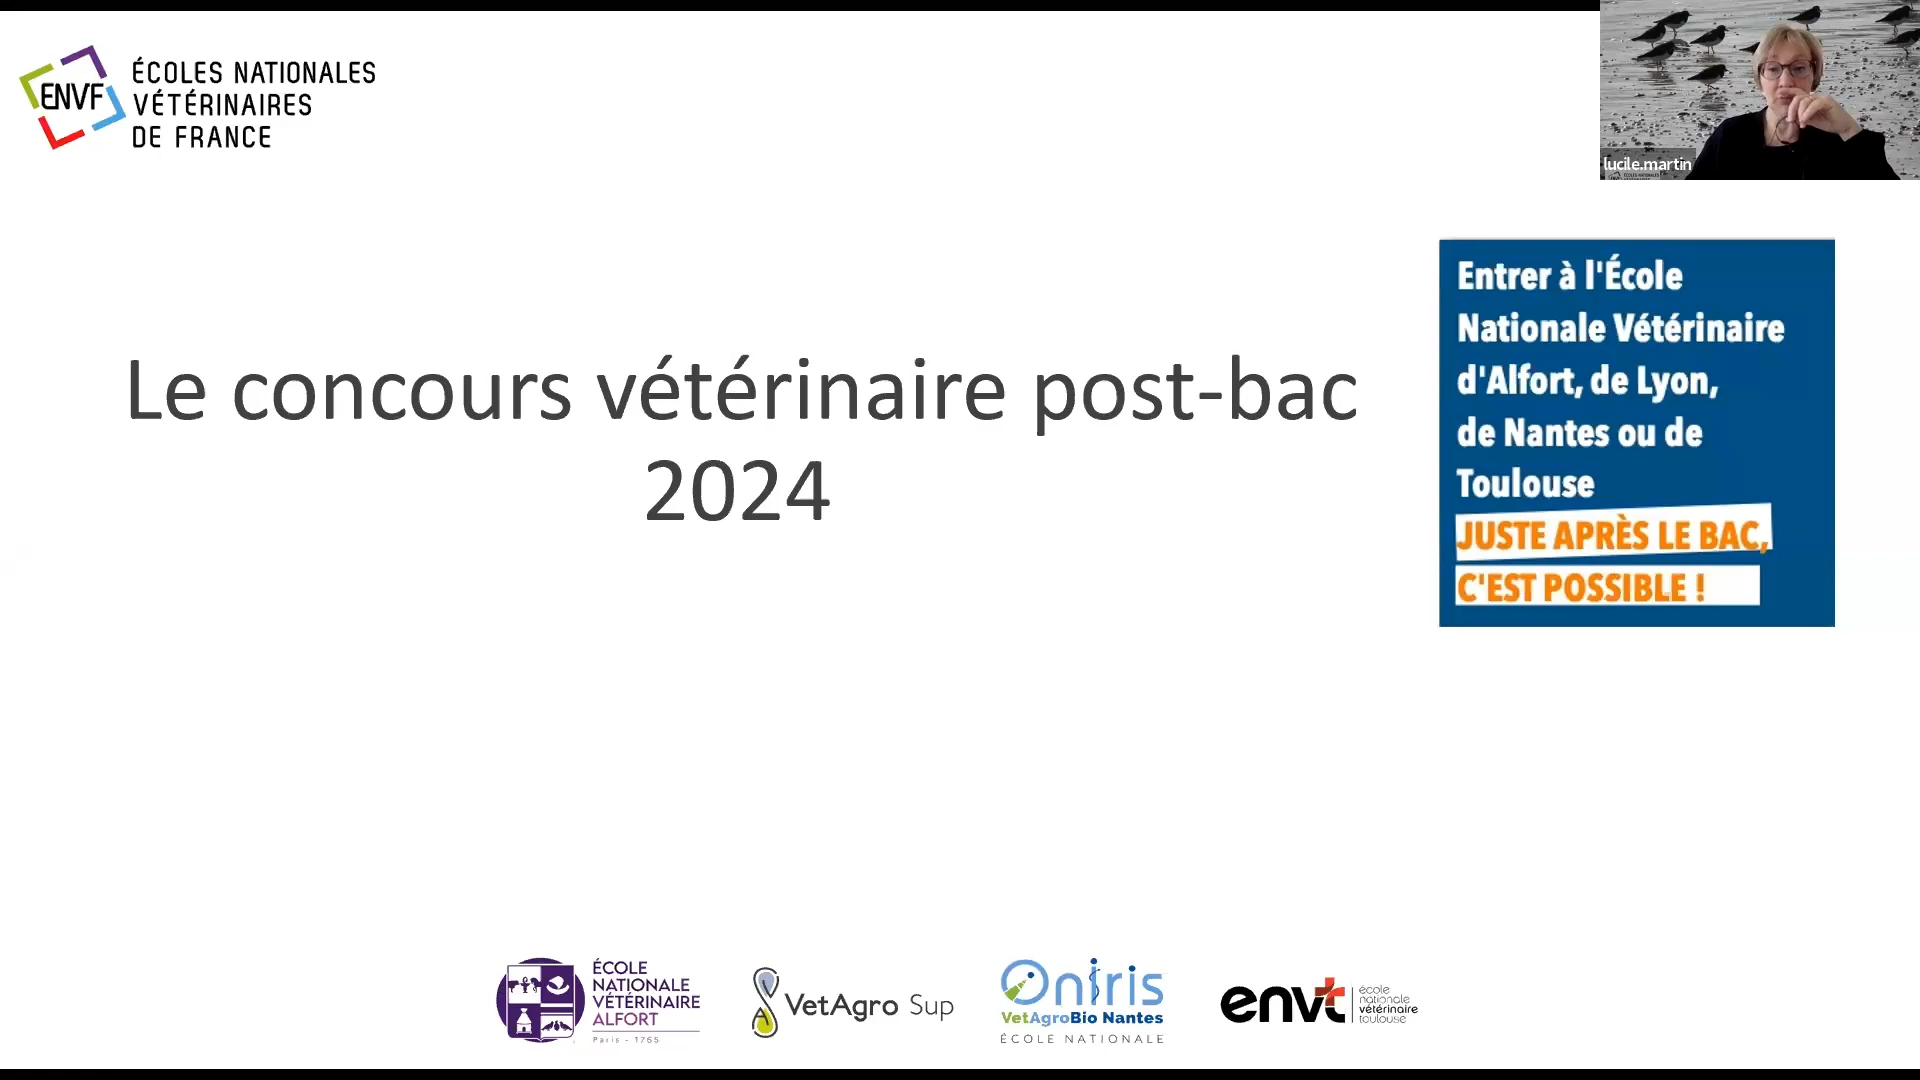 ENVF
ÉCOLES NATIONALES
VÉTÉRINAIRES
DE FRANCE
lucile.martin
Entrer à l'École
Nationale Vétérinaire
d'Alfort, de Lyon,
de Nantes ou de
Toulouse
JUSTE APRÈS LE BAC,
C'EST POSSIBLE !
Le concours vétérinaire post-bac
2024
ÉCOLE
NATIONALE
VÉTÉRINAIRE
ALFORT
Paris - 1765
VetAgro Sup
Oniris
VetAgroBio Nantes
ÉCOLE NATIONALE
envt
école
nationale
vétérinaire
toulouse